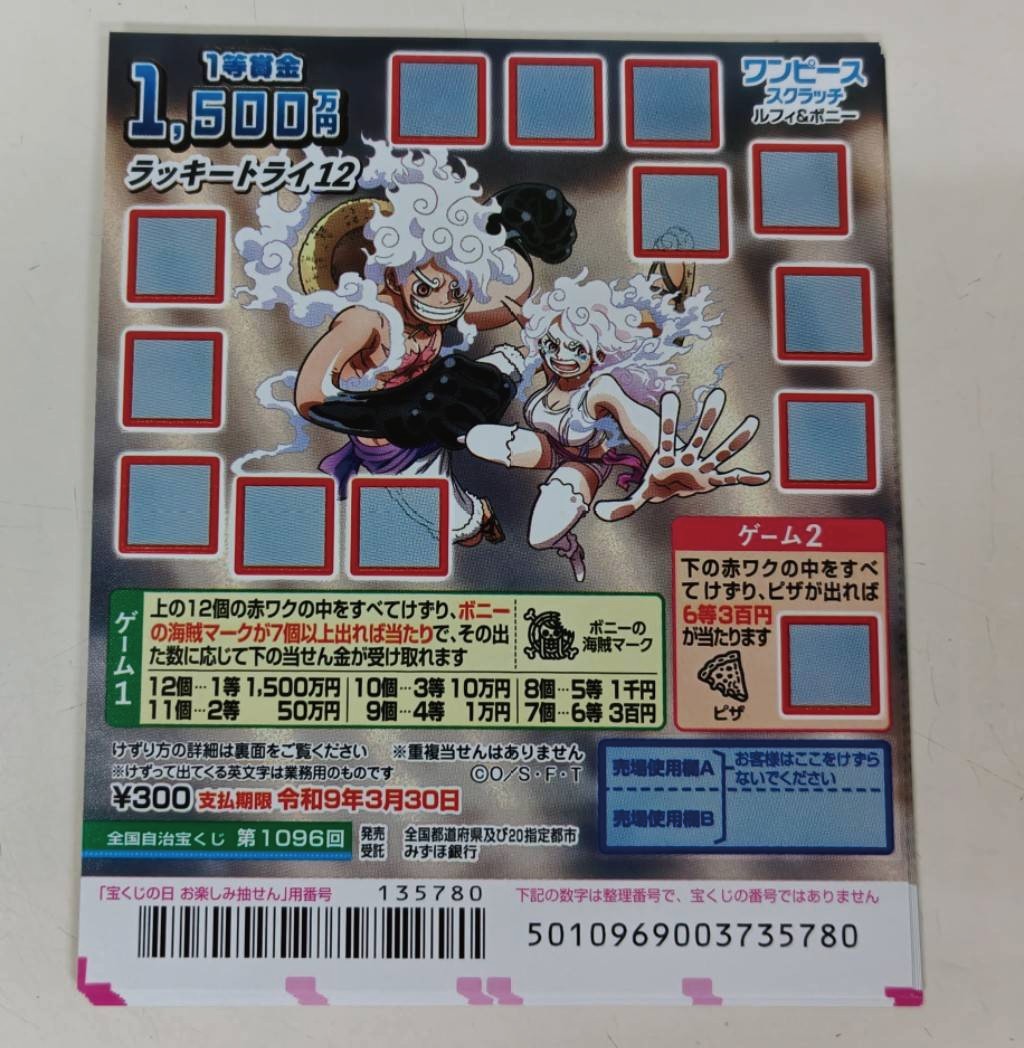 1等賞金
1,500万円
ラッキートライ12
ワンピース
スクラッチ
ルフィ&ボニー
ゲーム2
下の赤ワクの中をすべ
てけずり、ピザが出れば
6等3百円
が当たります
ピザ
ゲーム1
上の12個の赤ワクの中をすべてけずり、ボニー
の海賊マークが7個以上出れば当たりで、その出
た数に応じて下の当せん金が受け取れます
ボニーの
海賊マーク
12個…1等 1,500万円 10個…3等 10万円 8個…5等 1千円
11個…2等 50万円 9個…4等 1万円 7個…6等 3百円
けずり方の詳細は裏面をご覧ください ※重複当せんはありません
※けずって出てくる英文字は業務用のものです ©O/S・F・T
¥300 支払期限 令和9年3月30日
売場使用欄A
お客様はここをけずら
ないでください
売場使用欄B
全国自治宝くじ 第1096回
発売 全国都道府県及び20指定都市
受託 みずほ銀行
「宝くじの日 お楽しみ抽せん」用番号 135780
下記の数字は整理番号で、宝くじの番号ではありません
5010969003735780